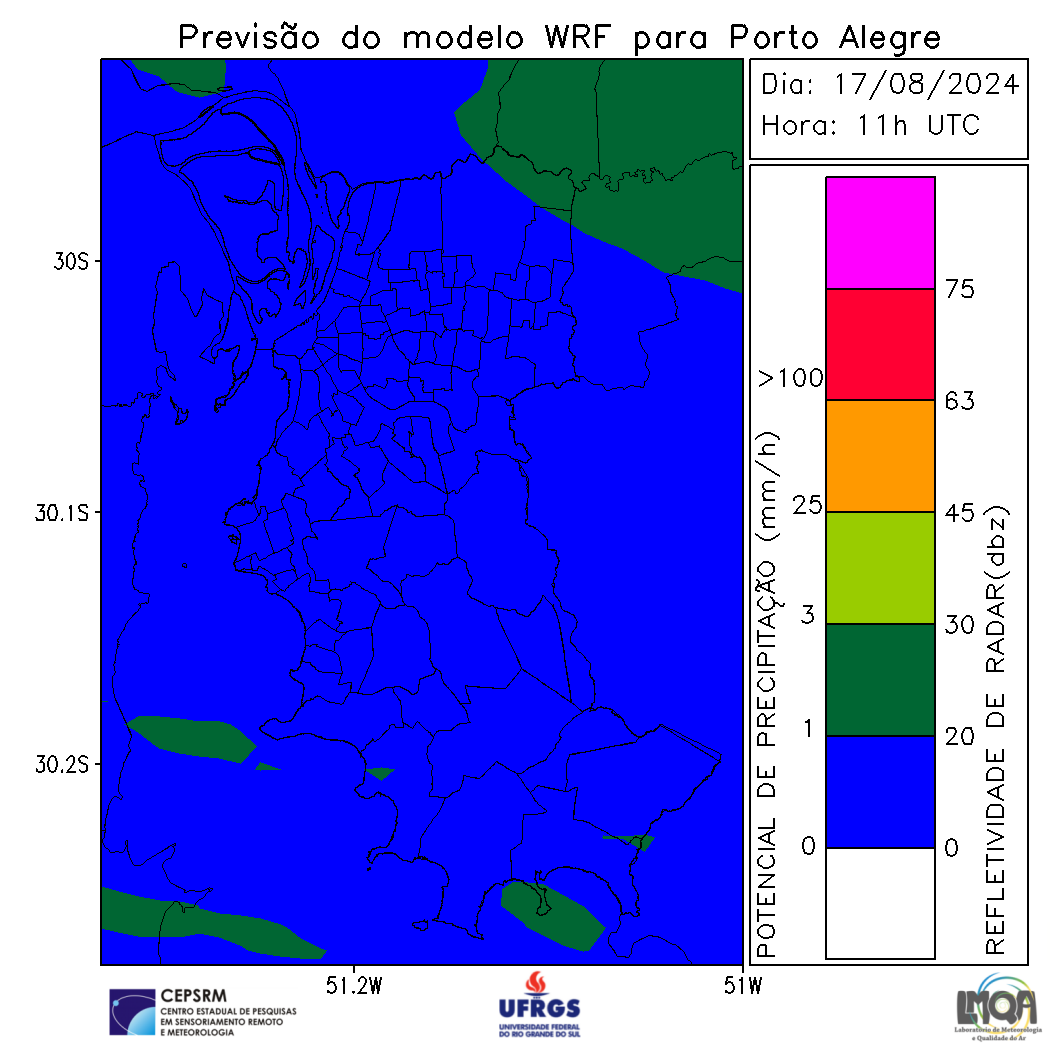 Previsão do modelo WRF para Porto Alegre
Dia: 17/08/2024
Hora: 11h UTC
30S
30.1S
30.2S
51.2W
51W
POTENCIAL DE PRECIPITAÇÃO (mm/h)
>100
25
3
1
0
75
63
45
30
20
0
REFLETIVIDADE DE RADAR(dbz)
CEPSRM
CENTRO ESTADUAL DE PESQUISAS
EM SENSORIAMENTO REMOTO
E METEOROLOGIA
UFRGS
UNIVERSIDADE FEDERAL
DO RIO GRANDE DO SUL
LMQA
Laboratório de Meteorologia
e Qualidade do Ar